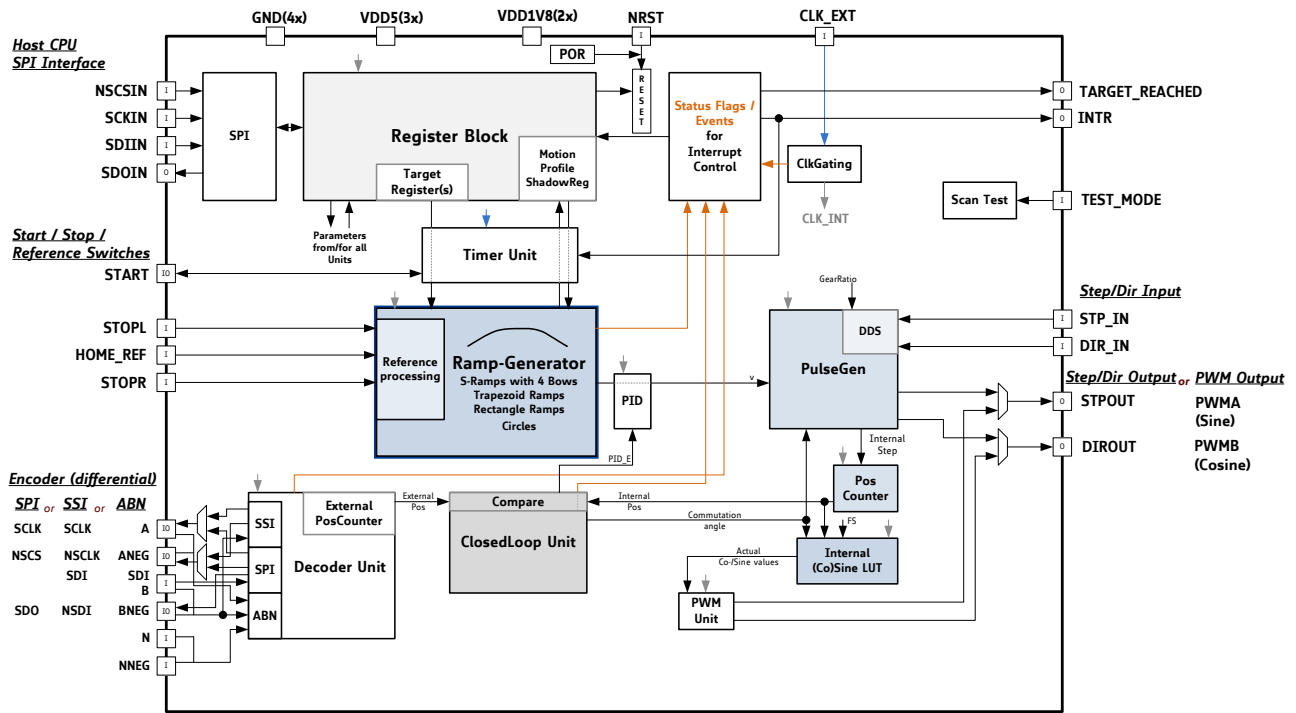 GND(4x)
VDD5(3x)
VDD1V8(2x)
NRST
CLK_EXT
I
I
Host CPU
SPI Interface
NSCSIN
I
SCKIN
I
SDIIN
I
SDOIN
O
SPI
Register Block
Target
Register(s)
Motion
Profile
ShadowReg
POR
R
E
S
E
T
Status Flags /
Events
for
Interrupt
Control
ClkGating
CLK_INT
O
TARGET_REACHED
O
INTR
Scan Test
I
TEST_MODE
Parameters
from/for all
Units
Start / Stop /
Reference Switches
START
IO
Timer Unit
STOPL
I
HOME_REF
I
STOPR
I
Reference
processing
Ramp-Generator
S-Ramps with 4 Bows
Trapezoid Ramps
Rectangle Ramps
Circles
PID
PID_E
v
GearRatio
DDS
PulseGen
Step/Dir Input
I
STP_IN
I
DIR_IN
Step/Dir Output or PWM Output
O
STPOUT
PWMA
(Sine)
O
DIROUT
PWMB
(Cosine)
Internal
Step
Pos
Counter
FS
Internal
(Co)Sine LUT
Actual
Co-/Sine values
PWM
Unit
Encoder (differential)
SPI or SSI or ABN
SCLK
SCLK
A
IO
NSCS
NSCLK
ANEG
IO
SDI
SDI
I
B
SDO
NSDI
BNEG
IO
N
I
NNEG
I
SSI
SPI
ABN
External
PosCounter
Decoder Unit
External
Pos
Compare
ClosedLoop Unit
Internal
Pos
Commutation
angle